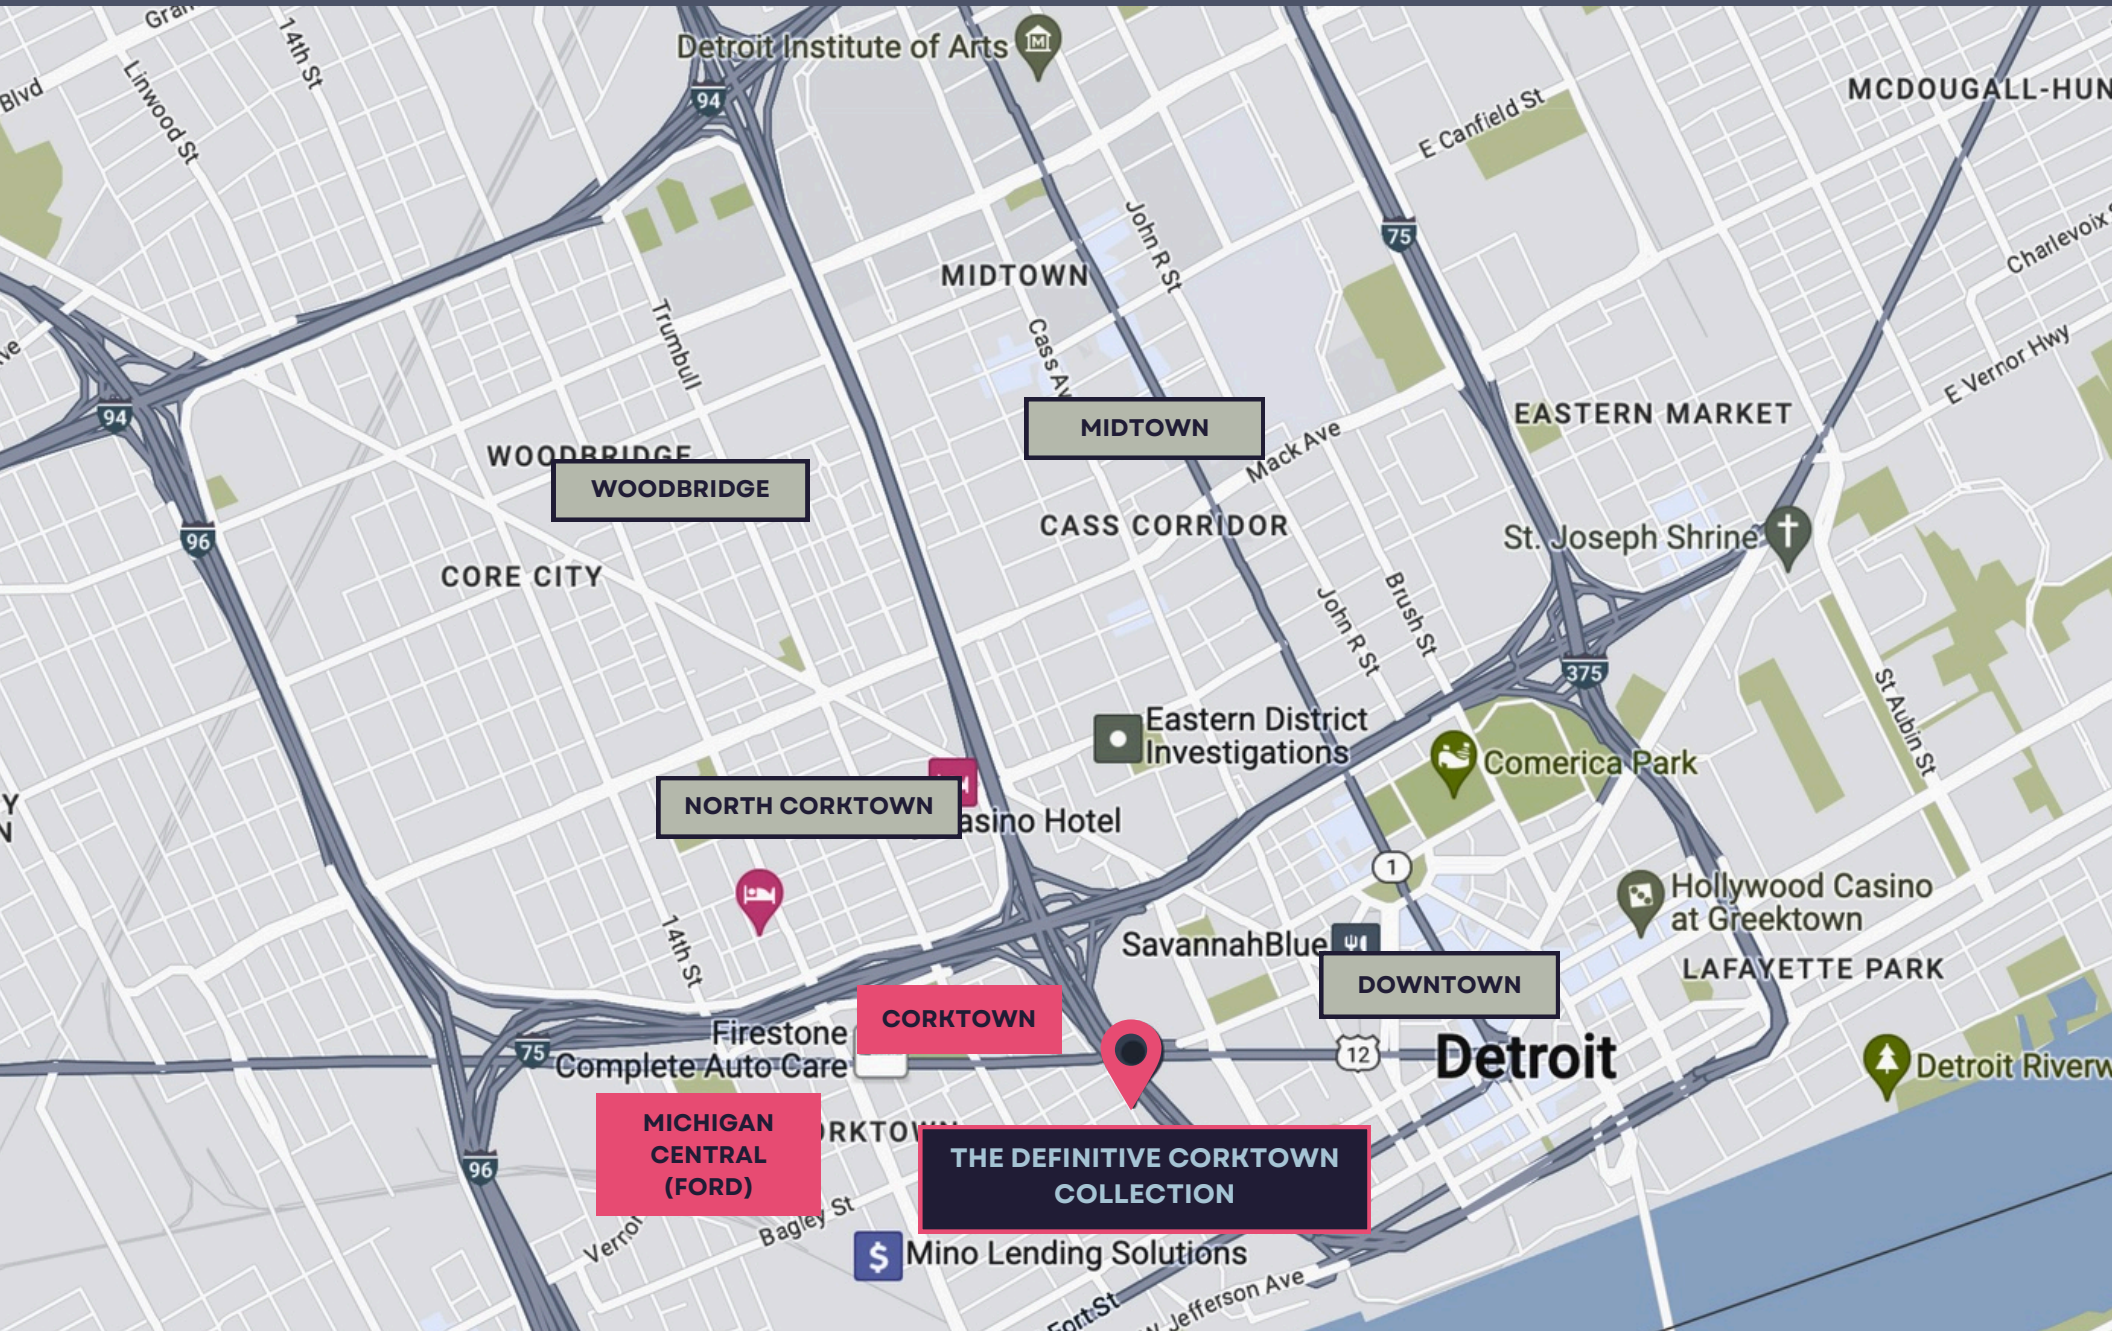 14th St
Detroit Institute of Arts
94
Blvd
Linwood St
MCDOUGALL-HUN
E Canfield St
John R St
75
Charlevoix
MIDTOWN
Trumbull
Cass Av
E Vernor Hwy
94
EASTERN MARKET
MIDTOWN
Mack Ave
WOODBRIDGE
WOODBRIDGE
96
CASS CORRIDOR
St. Joseph Shrine
CORE CITY
John R St
Brush St
375
St Aubin St
Eastern District
Investigations
Comerica Park
NORTH CORKTOWN
asino Hotel
1
Hollywood Casino
at Greektown
14th St
SavannahBlue
LAFAYETTE PARK
DOWNTOWN
CORKTOWN
Firestone
Complete Auto Care
75
12
Detroit
Detroit Riverw
MICHIGAN
CENTRAL
(FORD)
ORKTOWN
THE DEFINITIVE CORKTOWN
COLLECTION
96
Vernor
Bagley St
Mino Lending Solutions
Fort St
W Jefferson Ave